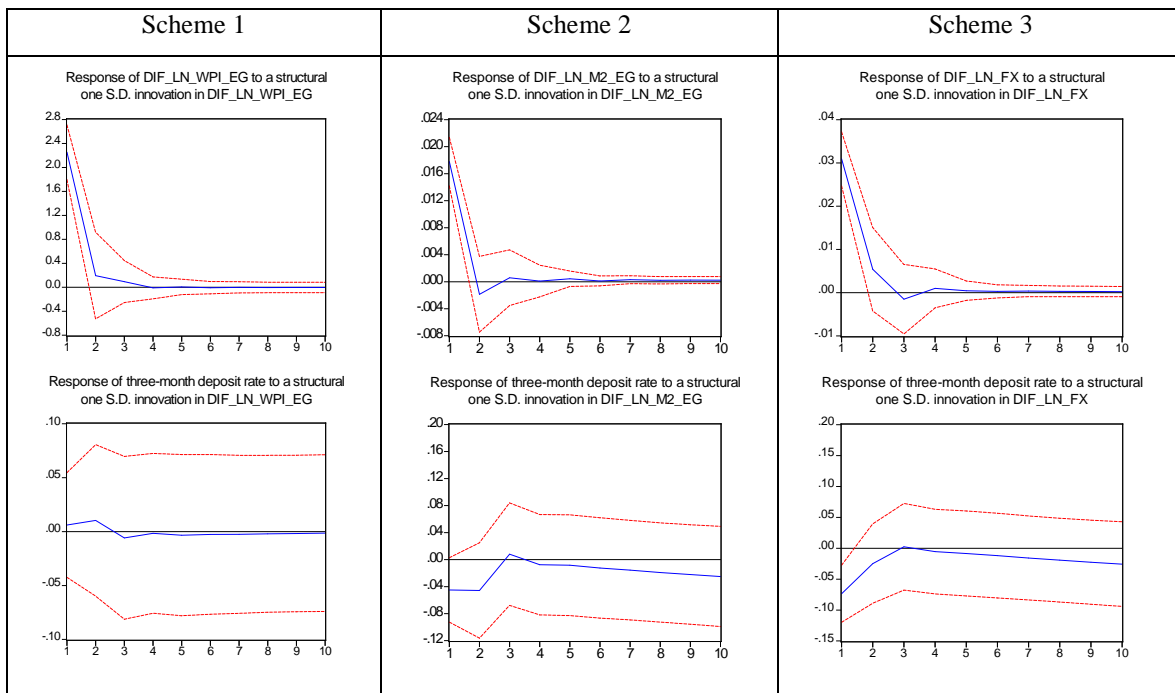 Scheme 1
Scheme 2
Scheme 3
Response of DIF_LN_WPI_EG to a structural
one S.D. innovation in DIF_LN_WPI_EG
2.8
2.4
2.0
1.6
1.2
0.8
0.4
0.0
-0.4
-0.8
1 2 3 4 5 6 7 8 9 10
Response of DIF_LN_M2_EG to a structural
one S.D. innovation in DIF_LN_M2_EG
.024
.020
.016
.012
.008
.004
.000
-.004
-.008
1 2 3 4 5 6 7 8 9 10
Response of DIF_LN_FX to a structural
one S.D. innovation in DIF_LN_FX
.04
.03
.02
.01
.00
-.01
1 2 3 4 5 6 7 8 9 10
Response of three-month deposit rate to a structural
one S.D. innovation in DIF_LN_WPI_EG
.10
.05
.00
-.05
-.10
1 2 3 4 5 6 7 8 9 10
Response of three-month deposit rate to a structural
one S.D. innovation in DIF_LN_M2_EG
.20
.16
.12
.08
.04
.00
-.04
-.08
-.12
1 2 3 4 5 6 7 8 9 10
Response of three-month deposit rate to a structural
one S.D. innovation in DIF_LN_FX
.20
.15
.10
.05
.00
-.05
-.10
-.15
1 2 3 4 5 6 7 8 9 10